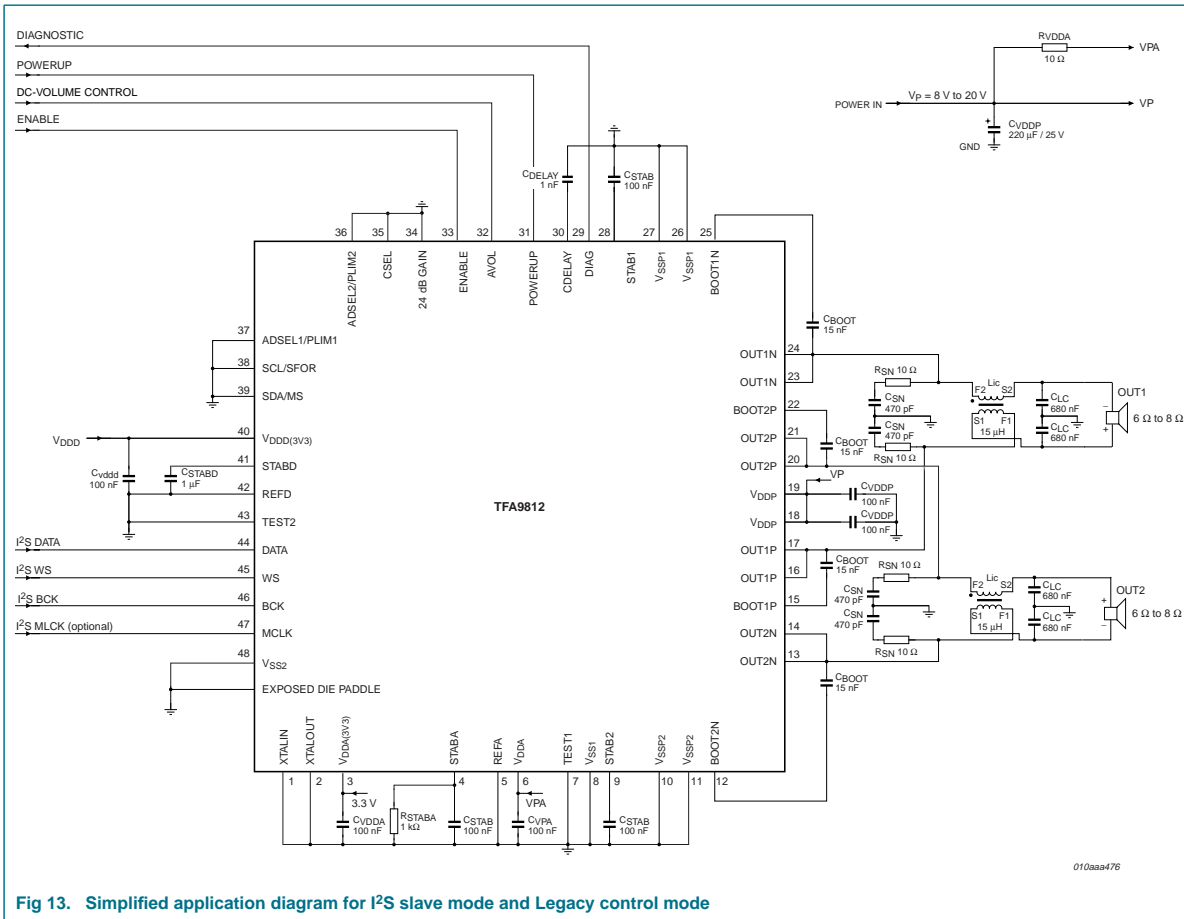 DIAGNOSTIC
POWERUP
DC-VOLUME CONTROL
ENABLE
RVDDA
10 Ω
VPA
POWER IN
VP = 8 V to 20 V
VP
+
CVDDP
220 μF / 25 V
GND
CDELAY
1 nF
CSTAB
100 nF
36
35
34
33
32
31
30
29
28
27
26
25
ADSEL2/PLIM2
CSEL
24 dB GAIN
ENABLE
AVOL
POWERUP
CDELAY
DIAG
STAB1
VSSP1
VSSP1
BOOT1N
37
ADSEL1/PLIM1
38
SCL/SFOR
39
SDA/MS
VDDD
40
VDDD(3V3)
41
STABD
Cvddd
100 nF
CSTABD
1 μF
42
REFD
43
TEST2
I²S DATA
44
DATA
I²S WS
45
WS
I²S BCK
46
BCK
I²S MLCK (optional)
47
MCLK
48
VSS2
EXPOSED DIE PADDLE
TFA9812
CBOOT
15 nF
OUT1N
24
OUT1N
23
BOOT2P
22
OUT2P
21
OUT2P
20
VDDP
19
VDDP
18
OUT1P
17
OUT1P
16
BOOT1P
15
OUT2N
14
OUT2N
13
CBOOT
15 nF
VP
CVDDP
100 nF
CVDDP
100 nF
CBOOT
15 nF
CBOOT
15 nF
RSN 10 Ω
CSN
470 pF
CSN
470 pF
RSN 10 Ω
F2
Lic
S2
S1
F1
15 μH
CLC
680 nF
CLC
680 nF
OUT1
−
+
6 Ω to 8 Ω
RSN 10 Ω
CSN
470 pF
CSN
470 pF
RSN 10 Ω
F2
Lic
S2
S1
F1
15 μH
CLC
680 nF
CLC
680 nF
OUT2
+
−
6 Ω to 8 Ω
XTALIN
XTALOUT
VDDA(3V3)
STABA
REFA
VDDA
TEST1
VSS1
STAB2
VSSP2
VSSP2
BOOT2N
1
2
3
4
5
6
7
8
9
10
11
12
3.3 V
VPA
CVDDA
100 nF
RSTABA
1 kΩ
CSTAB
100 nF
CVPA
100 nF
CSTAB
100 nF
010aaa476
Fig 13. Simplified application diagram for I²S slave mode and Legacy control mode